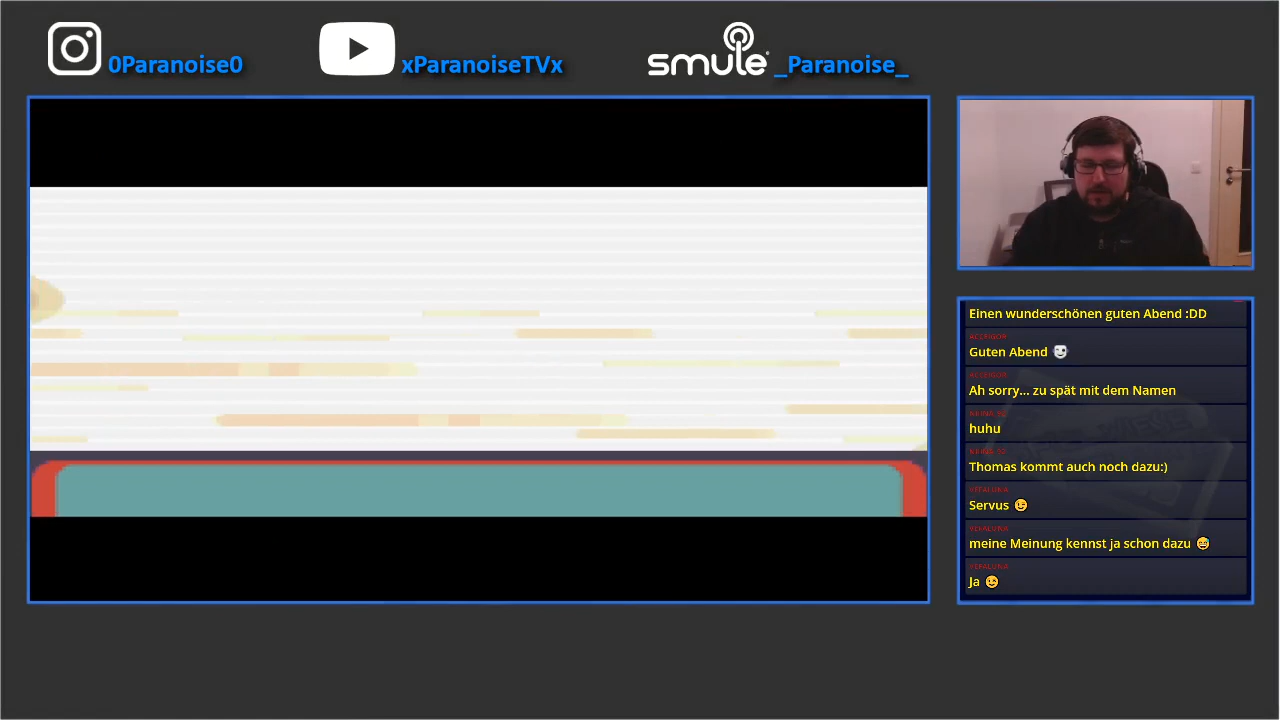 0Paranoise0
xParanoiseTVx
smule
_Paranoise_
Einen wunderschönen guten Abend :DD
Guten Abend
Ah sorry... zu spät mit dem Namen
huhu
Thomas kommt auch noch dazu:)
Servus
meine Meinung kennst ja schon dazu
Ja